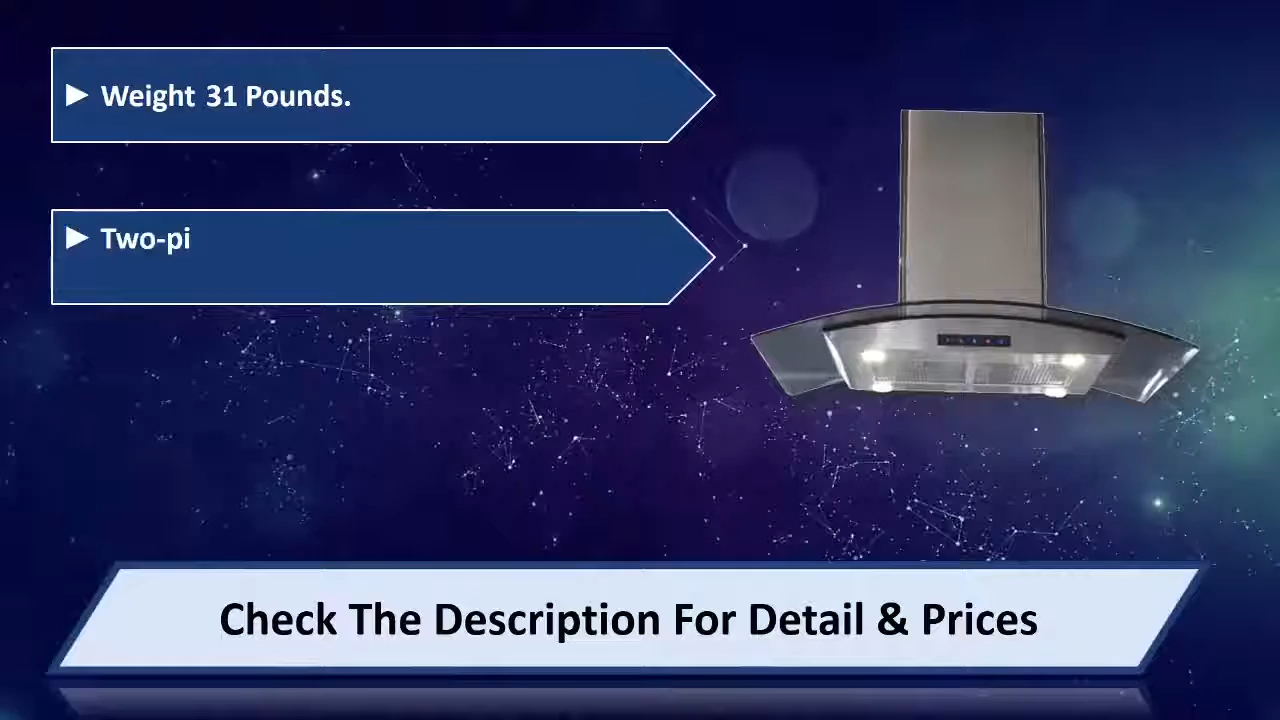 Weight 31 Pounds.
Two-pi
Check The Description For Detail & Prices